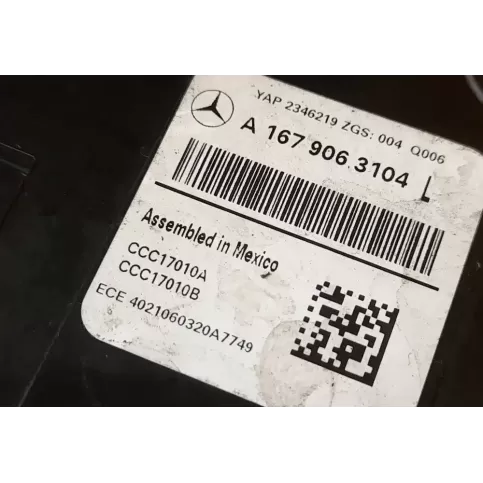 YAP 2346219 ZGS: 004 Q006
A 167 906 3104 L
Assembled in Mexico
CCC17010A
CCC17010B
ECE 4021060320A7749